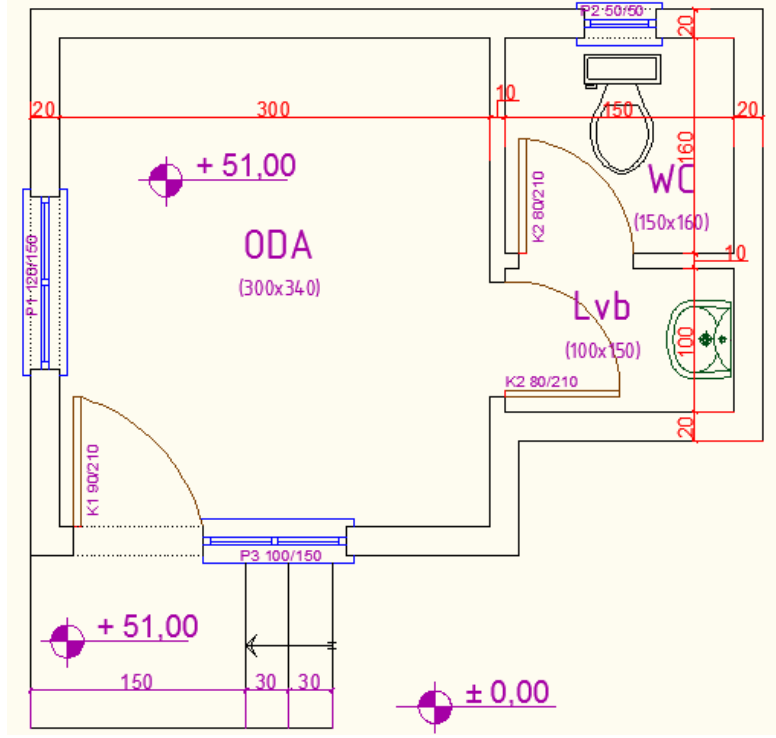 P2 50/50
20
20
300
10
150
20
160
+ 51,00
K2 80/210
WC
(150x160)
ODA
(300x340)
P1 120/150
10
Lvb
(100x150)
100
K2 80/210
20
K1 90/210
P3 100/150
+ 51,00
150
30
30
± 0,00